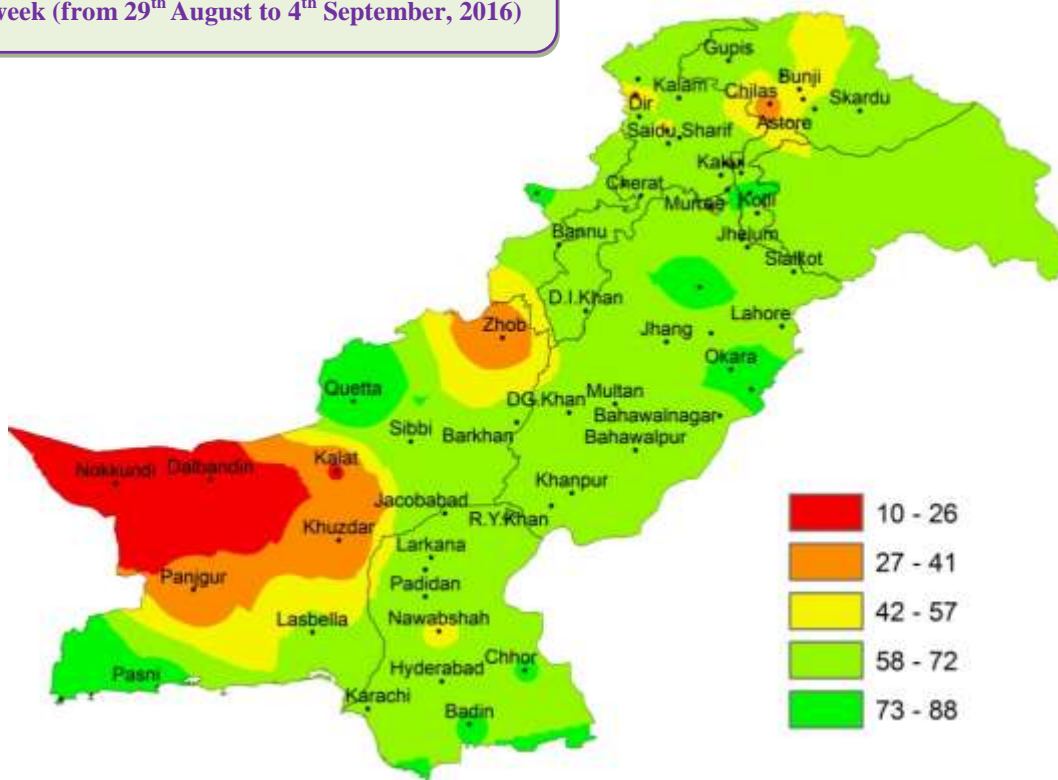 week (from 29th August to 4th September, 2016)
Gupis
Bunji
Kalam
Chilas
Skardu
Dir
Astore
Saidu Sharif
Cherat
Kotli
Bannu
Jhelum
Sialkot
D.I.Khan
Zhob
Lahore
Jhang
Okara
Quetta
DG.Khan
Multan
Bahawalnagar
Sibbi
Barkhan
Bahawalpur
Nokkundi
Dalbandin
Kalat
Khanpur
Jacobabad
R.Y.Khan
Khuzdar
Larkana
Panjgur
Padidan
Lasbella
Nawabshah
Pasni
Hyderabad
Chhor
Karachi
Badin
10 - 26
27 - 41
42 - 57
58 - 72
73 - 88